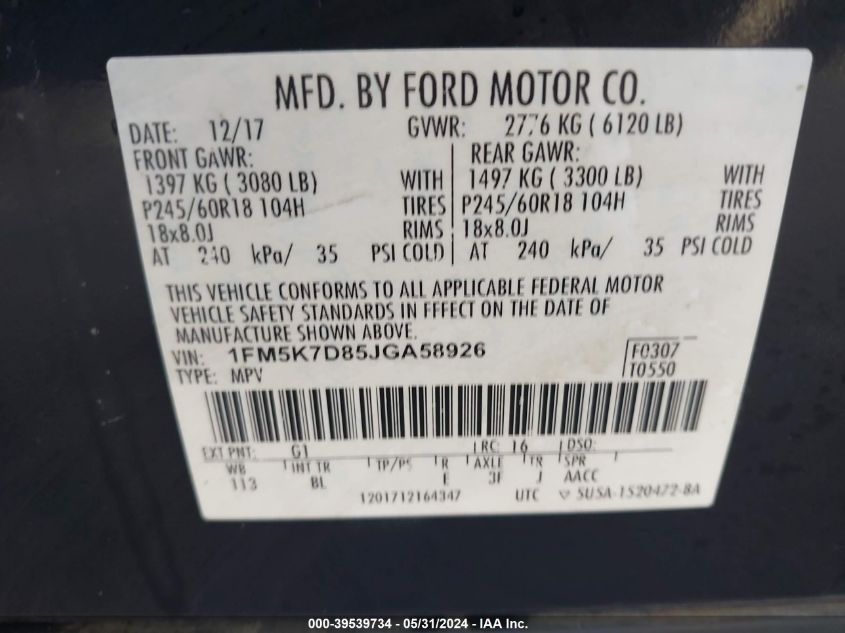 MFD. BY FORD MOTOR CO.
DATE: 12/17 GVWR: 2776 KG ( 6120 LB)
FRONT GAWR: REAR GAWR:
1397 KG ( 3080 LB) WITH 1497 KG ( 3300 LB) WITH
P245/60R18 104H TIRES P245/60R18 104H TIRES
18x8.0J RIMS 18x8.0J RIMS
AT 240 kPa/ 35 PSI COLD AT 240 kPa/ 35 PSI COLD
THIS VEHICLE CONFORMS TO ALL APPLICABLE FEDERAL MOTOR
VEHICLE SAFETY STANDARDS IN EFFECT ON THE DATE OF
MANUFACTURE SHOWN ABOVE.
VIN: 1FM5K7D85JGA58926 F0307
TYPE: MPV T0550
EXT PNT: G1 RC: 16 DSO:
WB INT TR TP/PS R AXLE TR SPR
113 BL E 3F J AACC
1201712164347 UTC 5USA-1520472-BA
000-39539734 - 05/31/2024 - IAA Inc.